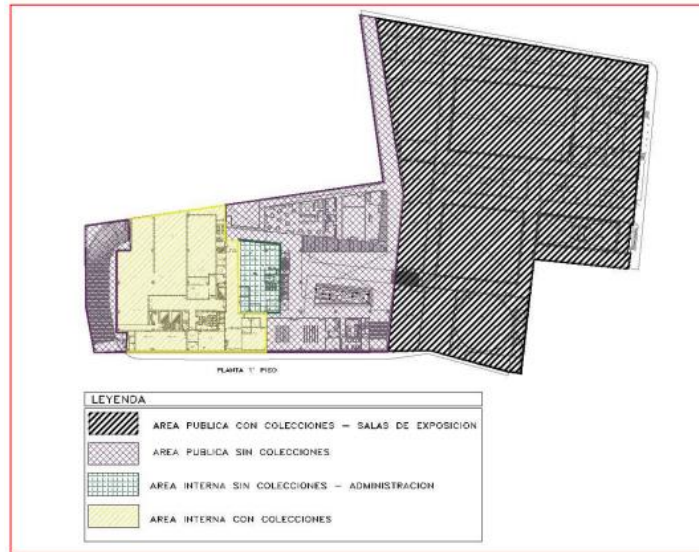 PLANTA 1° PISO
LEYENDA
AREA PUBLICA CON COLECCIONES – SALAS DE EXPOSICION
AREA PUBLICA SIN COLECCIONES
AREA INTERNA SIN COLECCIONES – ADMINISTRACION
AREA INTERNA CON COLECCIONES